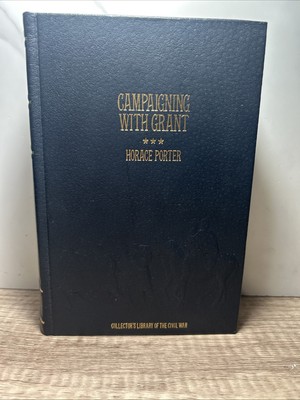 CAMPAIGNING
WITH GRANT
★★★
HORACE PORTER
COLLECTOR'S LIBRARY OF THE CIVIL WAR